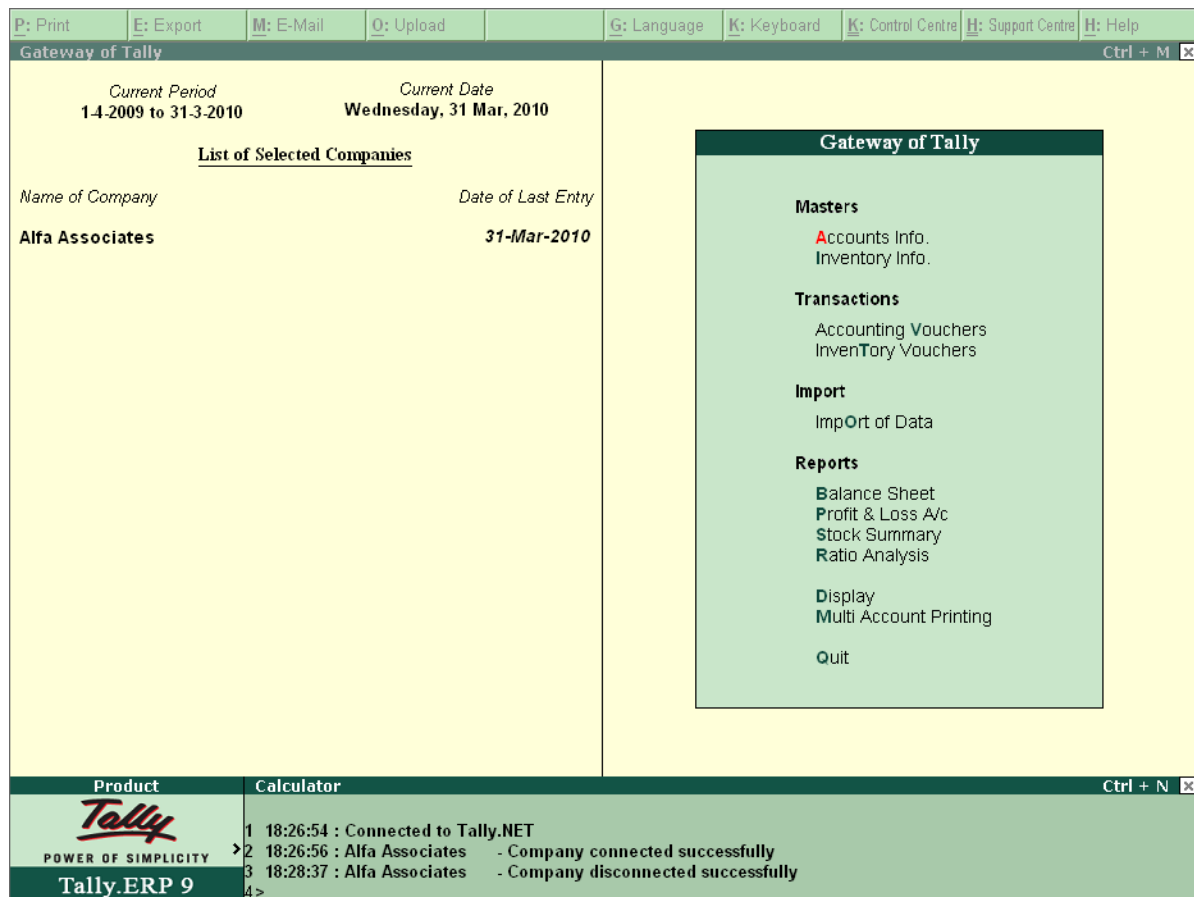 P: Print E: Export M: E-Mail O: Upload G: Language K: Keyboard K: Control Centre H: Support Centre H: Help
Gateway of Tally Ctrl + M
Current Period Current Date
1-4-2009 to 31-3-2010 Wednesday, 31 Mar, 2010
List of Selected Companies
Name of Company Date of Last Entry
Alfa Associates 31-Mar-2010
Gateway of Tally
Masters
Accounts Info.
Inventory Info.
Transactions
Accounting Vouchers
InvenTory Vouchers
Import
ImpOrt of Data
Reports
Balance Sheet
Profit & Loss A/c
Stock Summary
Ratio Analysis
Display
Multi Account Printing
Quit
Product
Tally
POWER OF SIMPLICITY
Tally.ERP 9
Calculator Ctrl + N
1 18:26:54 : Connected to Tally.NET
>2 18:26:56 : Alfa Associates - Company connected successfully
3 18:28:37 : Alfa Associates - Company disconnected successfully
4>